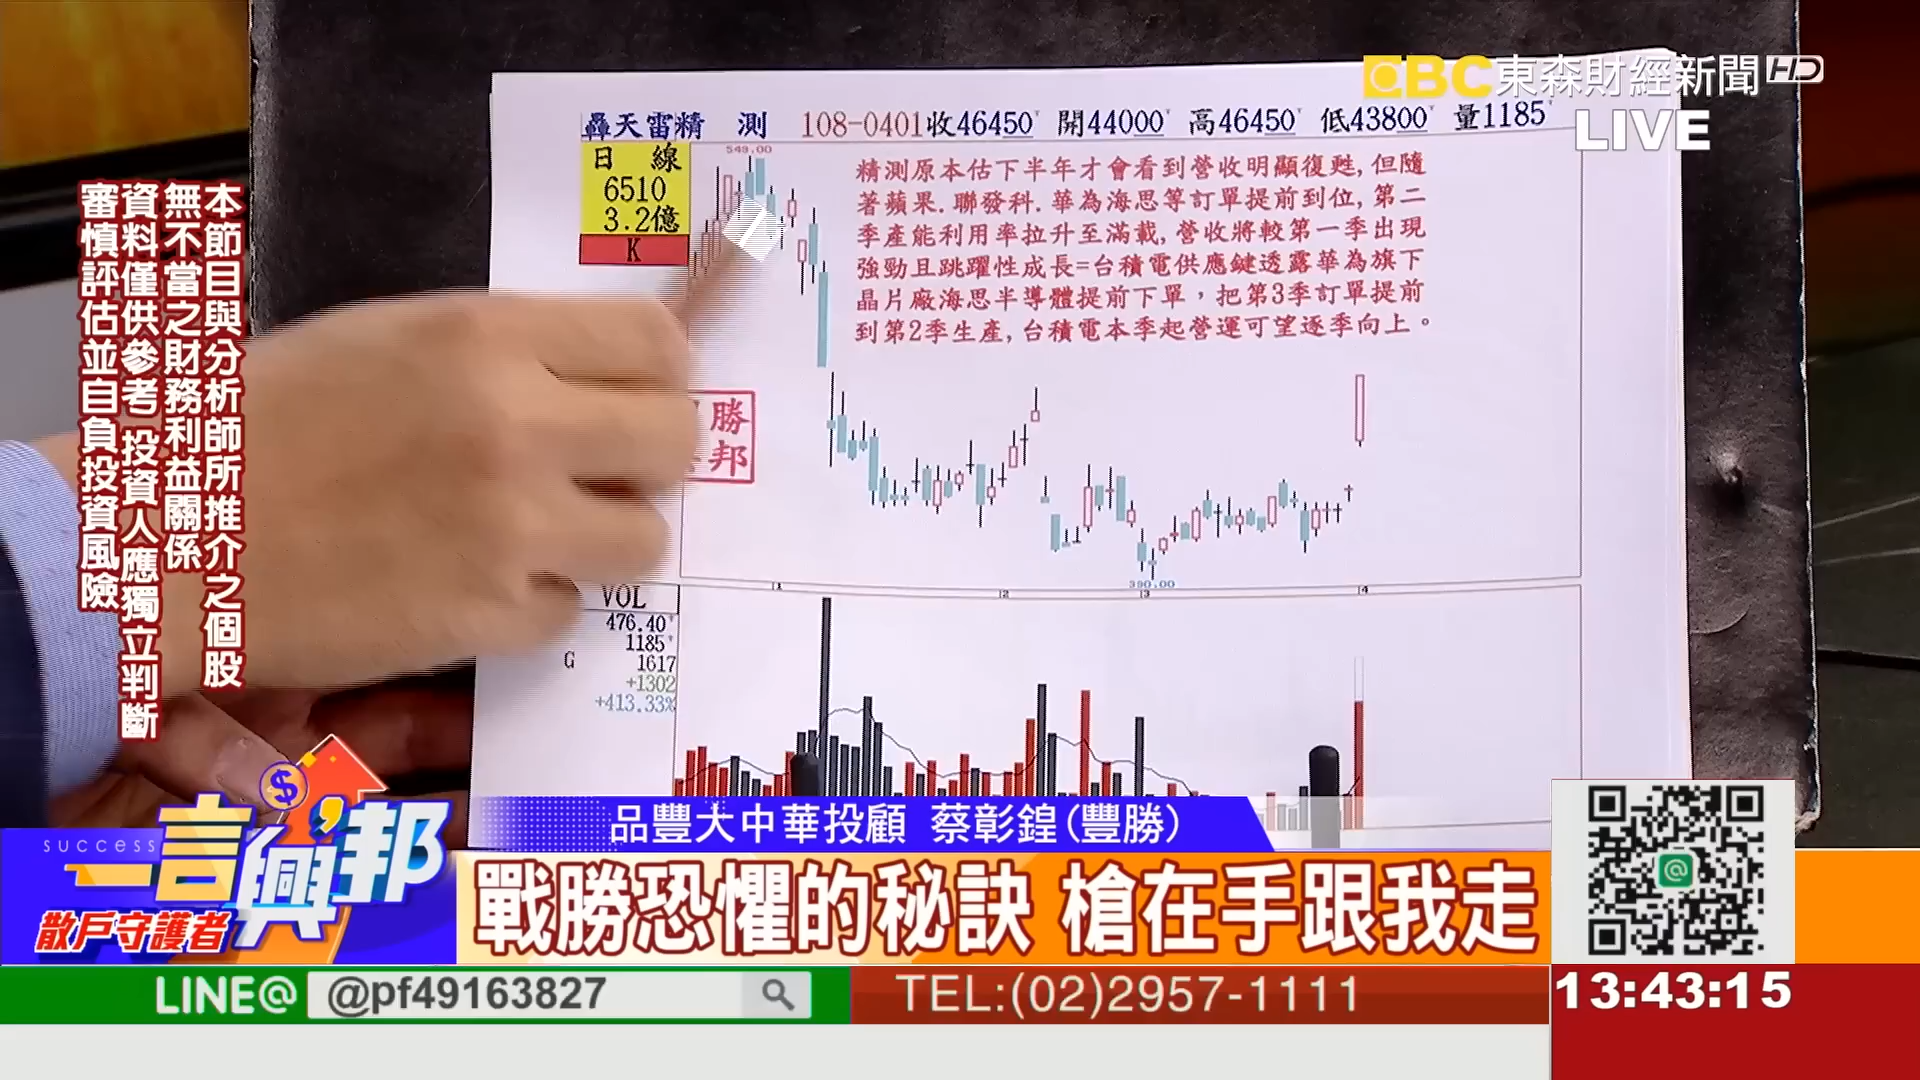 EBC東森財經新聞HD
LIVE
轟天雷精 測 108-0401收46450 開44000 高46450 低43800 量1185
日 線
6510
3.2億
K
549.00
精測原本估下半年才會看到營收明顯復甦,但隨
著蘋果.聯發科.華為海思等訂單提前到位,第二
季產能利用率拉升至滿載,營收將較第一季出現
強勁且跳躍性成長=台積電供應鍵透露華為旗下
晶片廠海思半導體提前下單，把第3季訂單提前
到第2季生產,台積電本季起營運可望逐季向上。
勝
邦
390.00
1 2 3 4
VOL
476.40
1185
G 1617
+1302
+413.33%
本節目與分析師所推介之個股
無不當之財務利益關係
資料僅供參考 投資人應獨立判斷
審慎評估並自負投資風險
success
一言興邦
散戶守護者
品豐大中華投顧 蔡彰鍠(豐勝)
戰勝恐懼的秘訣 槍在手跟我走
LINE@ @pf49163827
TEL:(02)2957-1111
13:43:15